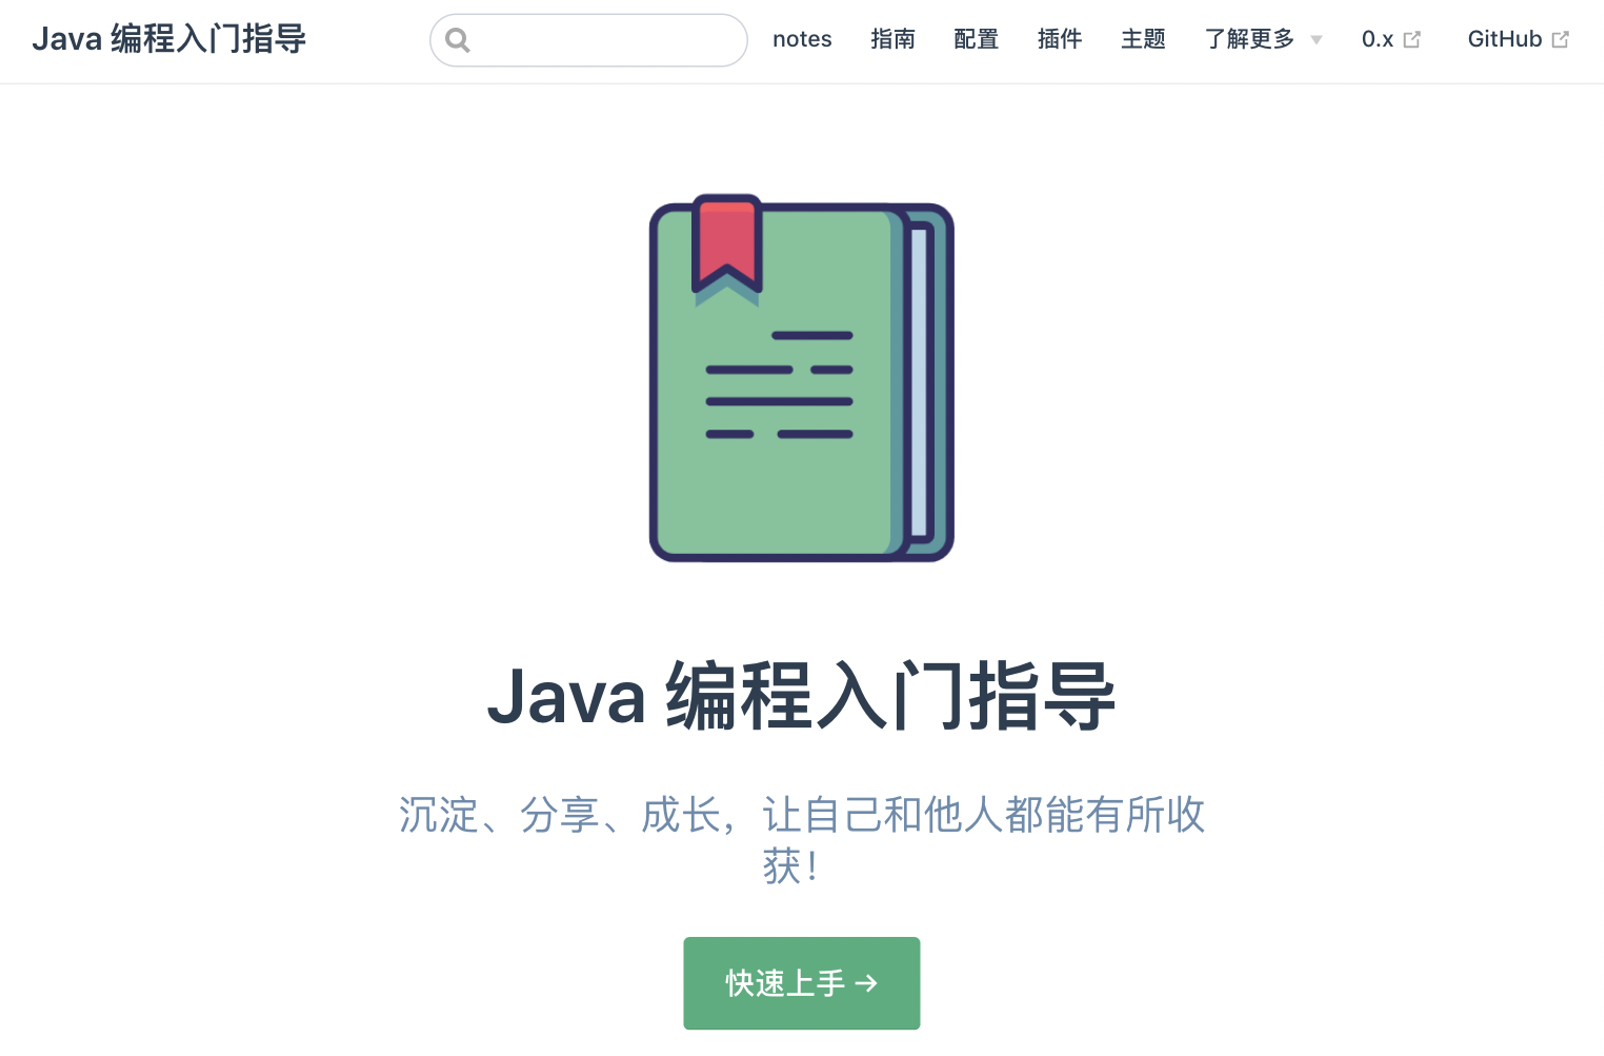 Java 编程入门指导
notes 指南 配置 插件 主题 了解更多 0.x GitHub
Java 编程入门指导
沉淀、分享、成长，让自己和他人都能有所收
获！
快速上手 →